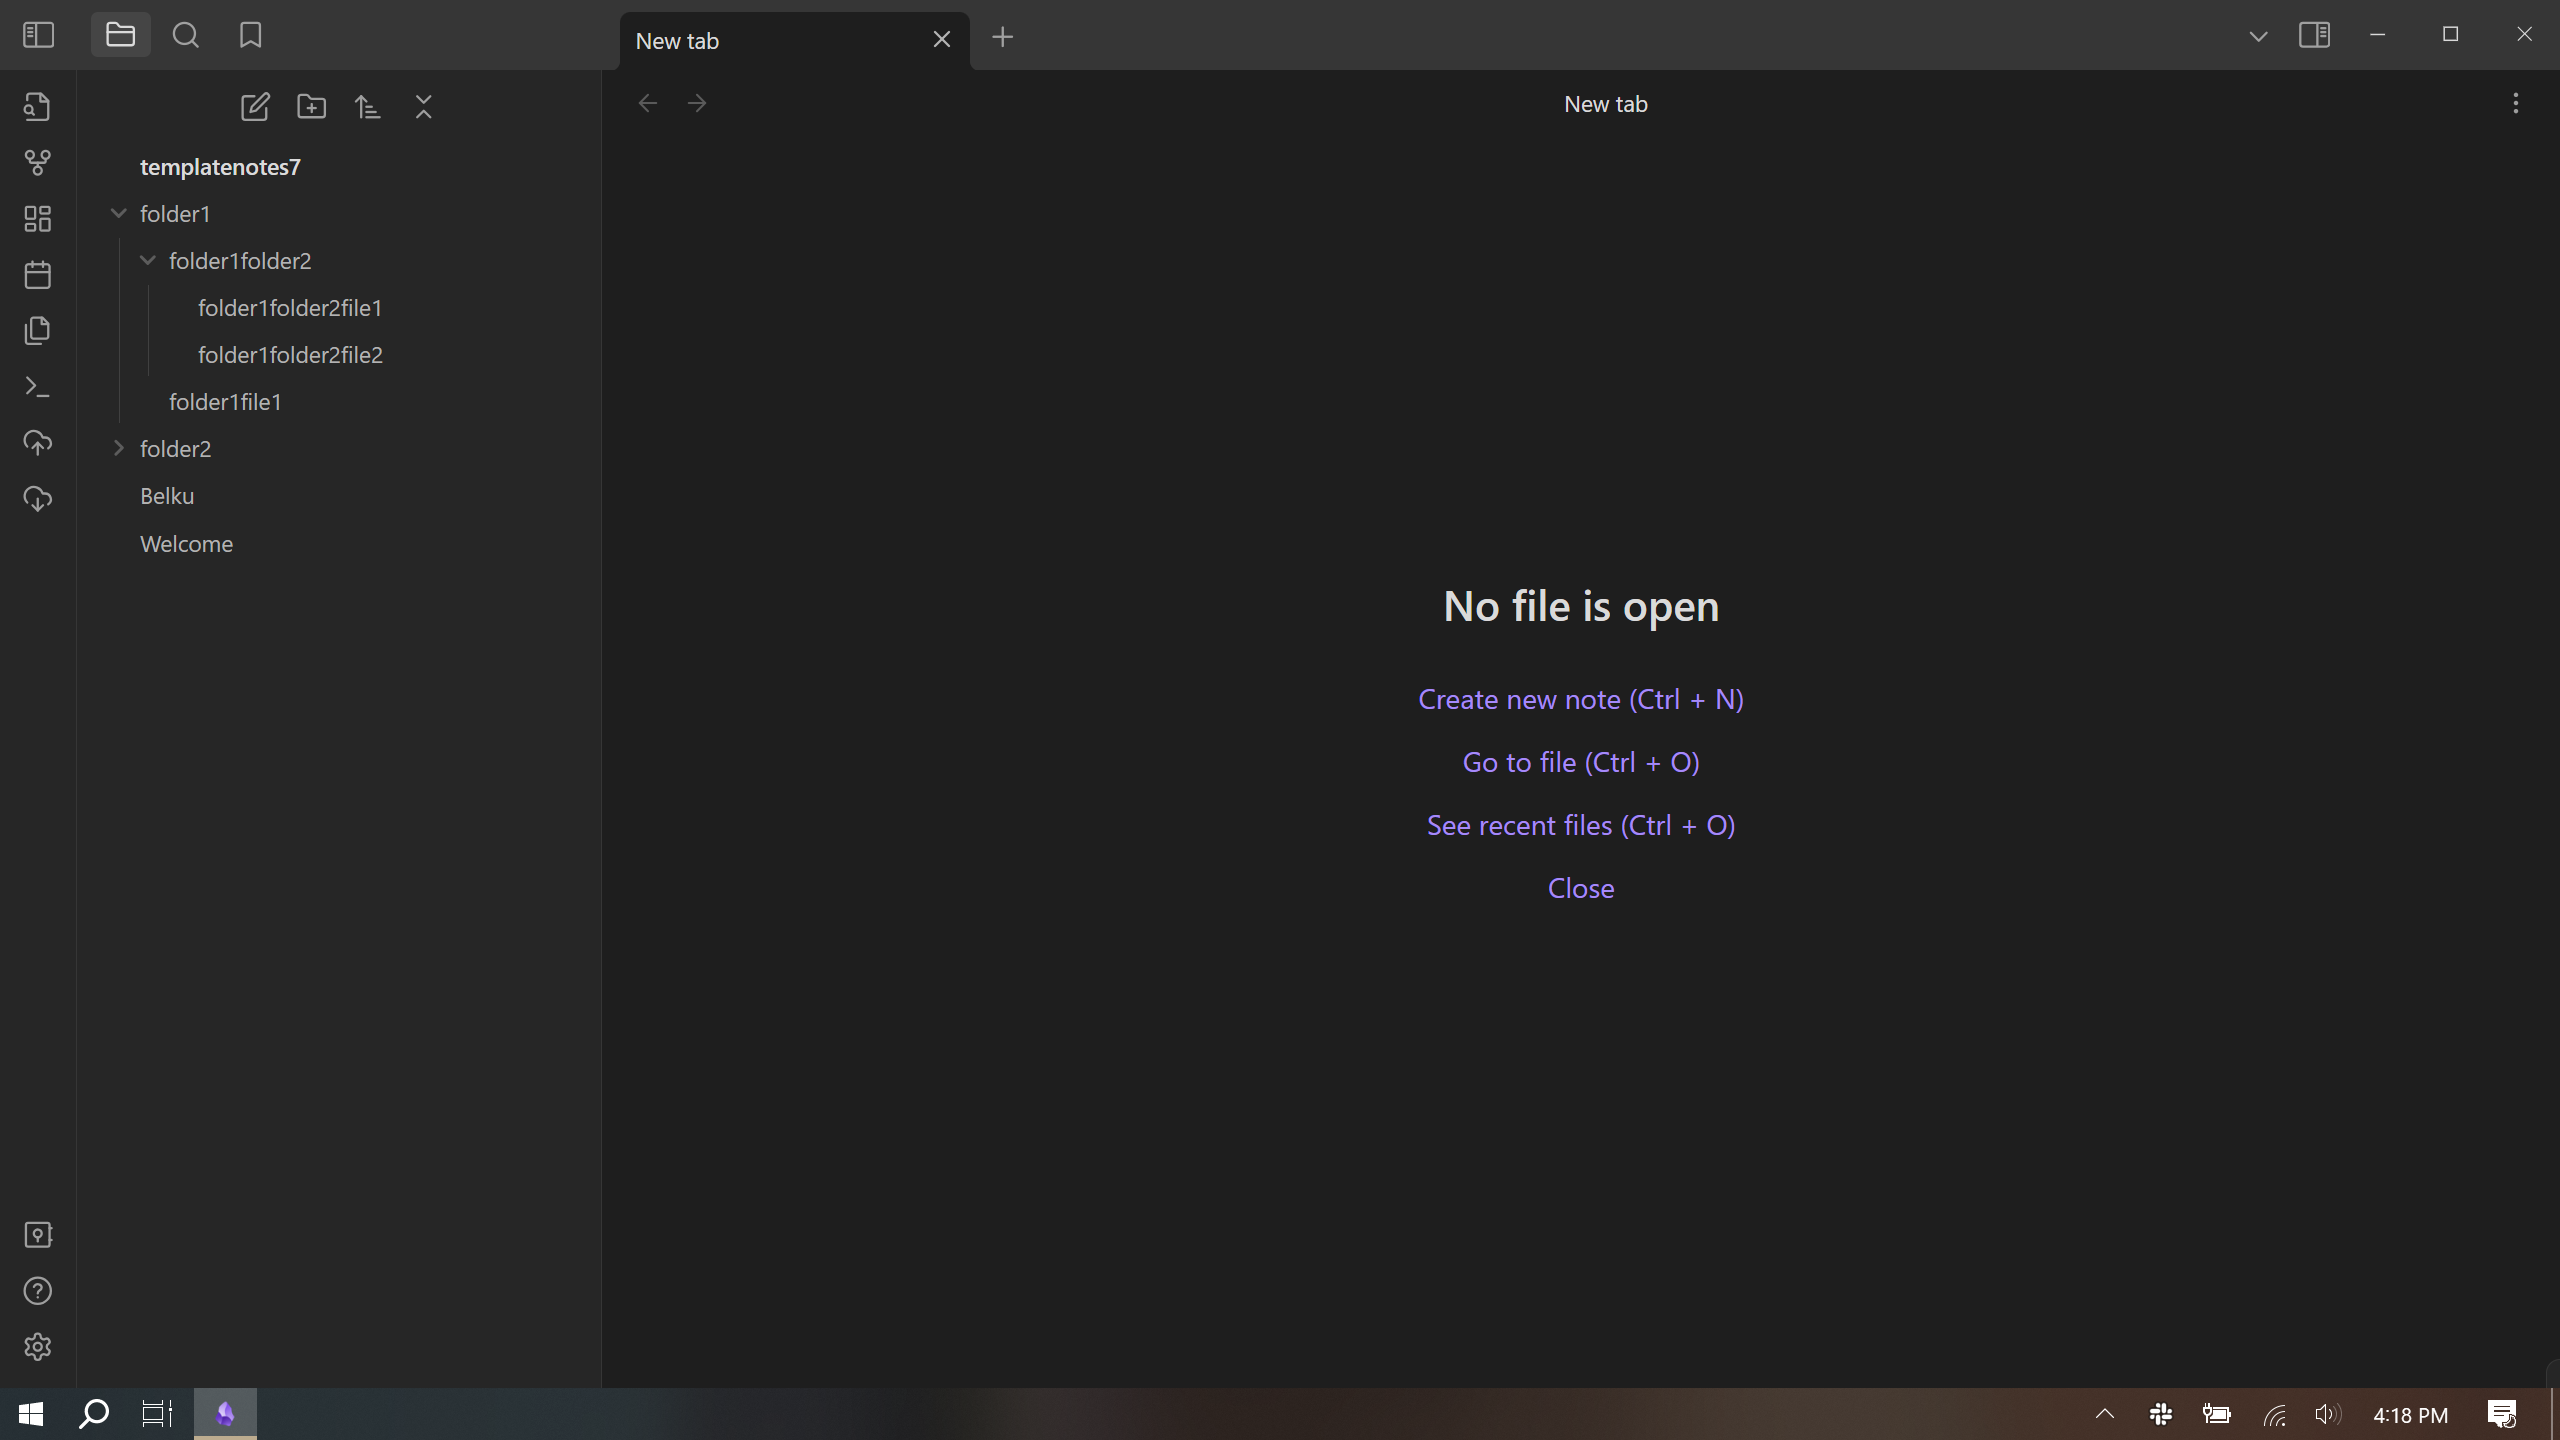 New tab
New tab
templatenotes7
folder1
folder1folder2
folder1folder2file1
folder1folder2file2
folder1file1
folder2
Belku
Welcome
No file is open
Create new note (Ctrl + N)
Go to file (Ctrl + O)
See recent files (Ctrl + O)
Close
4:18 PM